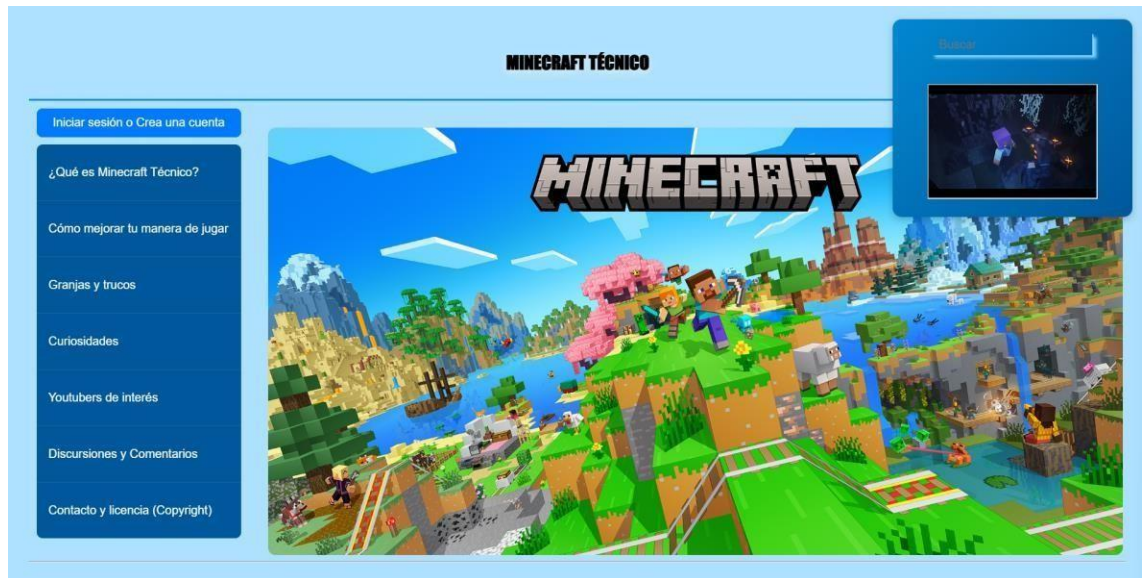 MINECRAFT TÉCNICO
Buscar
Iniciar sesión o Crea una cuenta
¿Qué es Minecraft Técnico?
Cómo mejorar tu manera de jugar
Granjas y trucos
Curiosidades
Youtubers de interés
Discursiones y Comentarios
Contacto y licencia (Copyright)
MINECRAFT